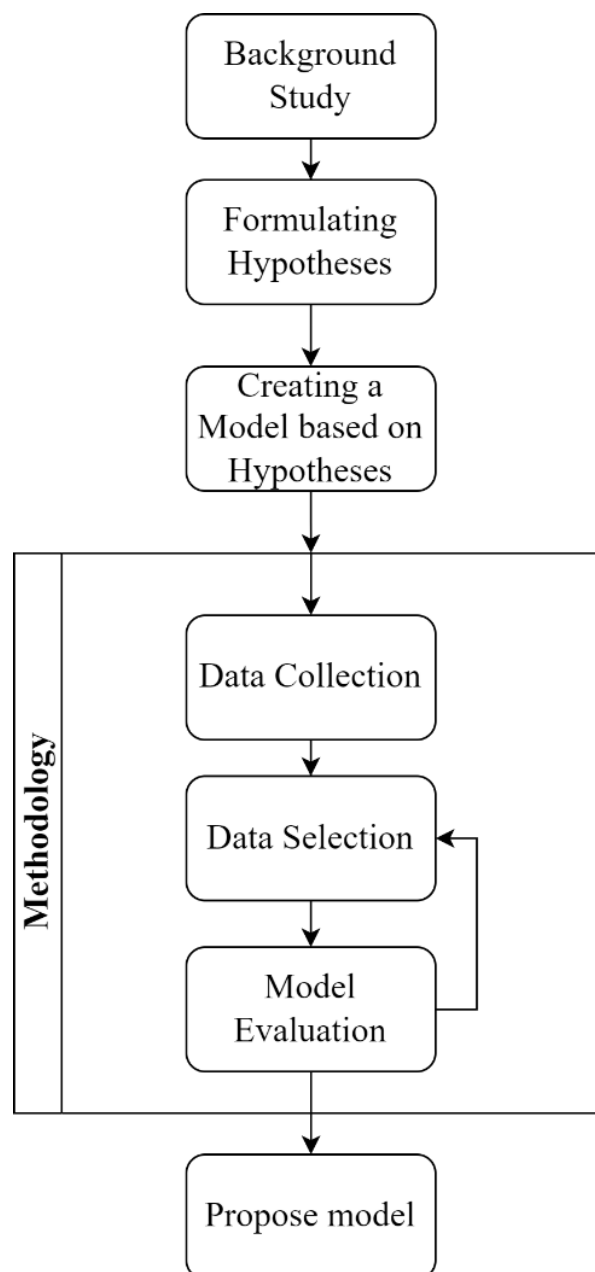 Background
Study
Formulating
Hypotheses
Creating a
Model based on
Hypotheses
Methodology
Data Collection
Data Selection
Model
Evaluation
Propose model